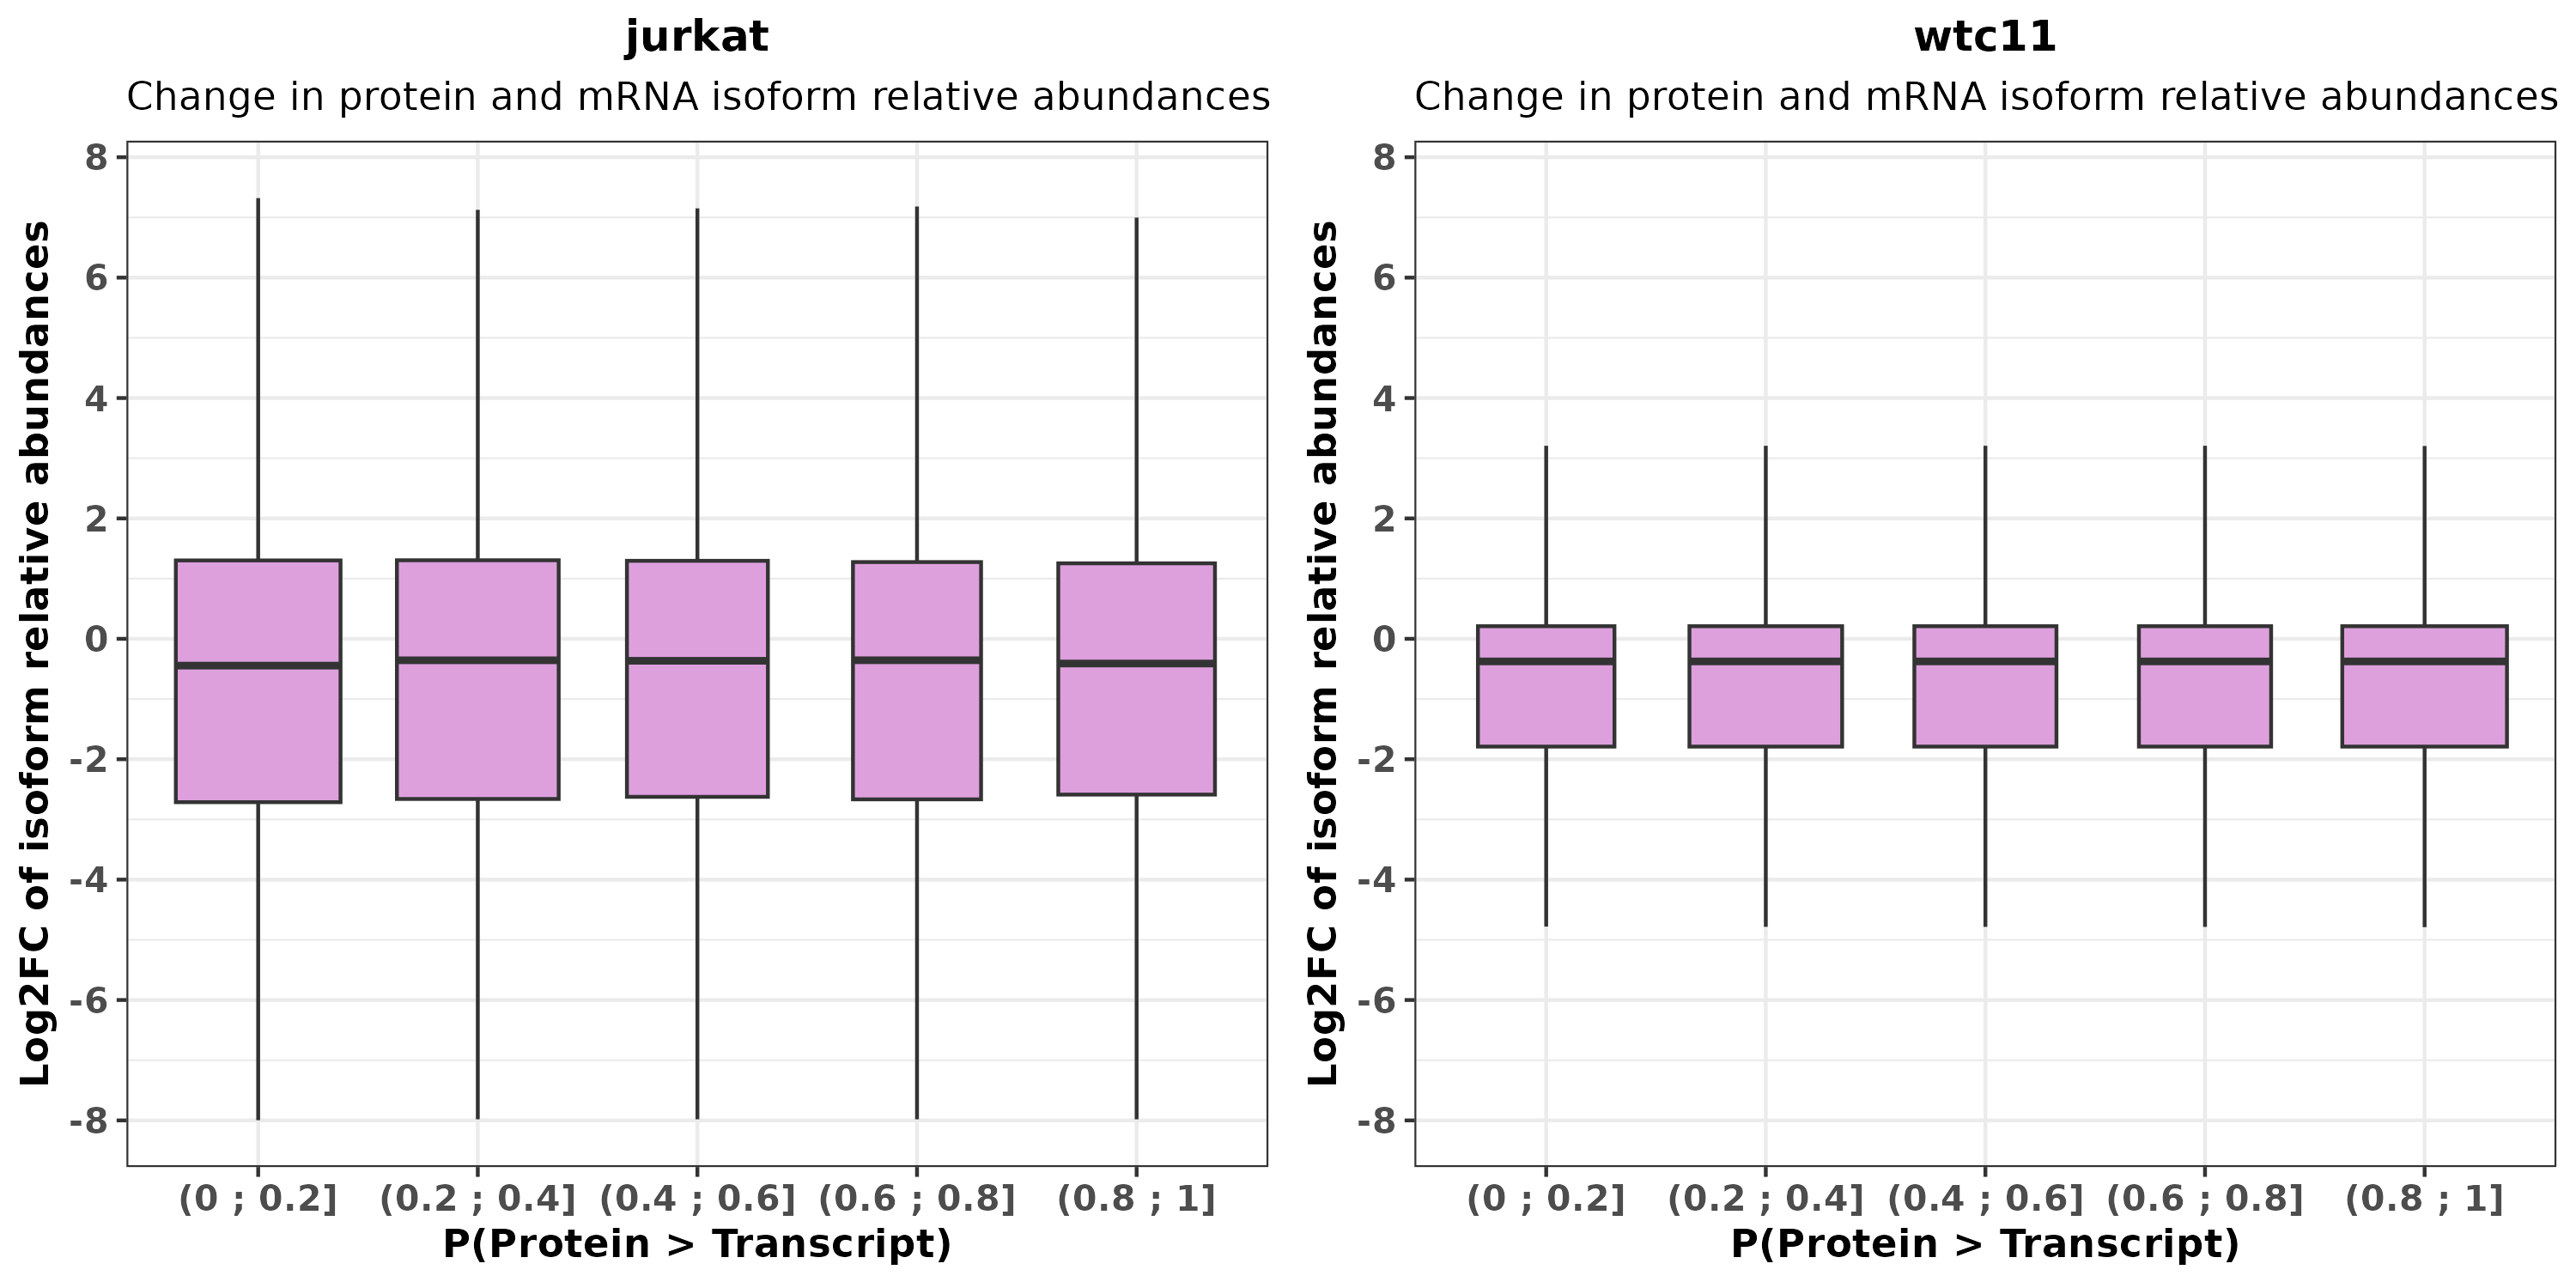 jurkat
Change in protein and mRNA isoform relative abundances
Log2FC of isoform relative abundances
8
6
4
2
0
-2
-4
-6
-8
(0 ; 0.2] (0.2 ; 0.4] (0.4 ; 0.6] (0.6 ; 0.8] (0.8 ; 1]
P(Protein > Transcript)
wtc11
Change in protein and mRNA isoform relative abundances
Log2FC of isoform relative abundances
8
6
4
2
0
-2
-4
-6
-8
(0 ; 0.2] (0.2 ; 0.4] (0.4 ; 0.6] (0.6 ; 0.8] (0.8 ; 1]
P(Protein > Transcript)